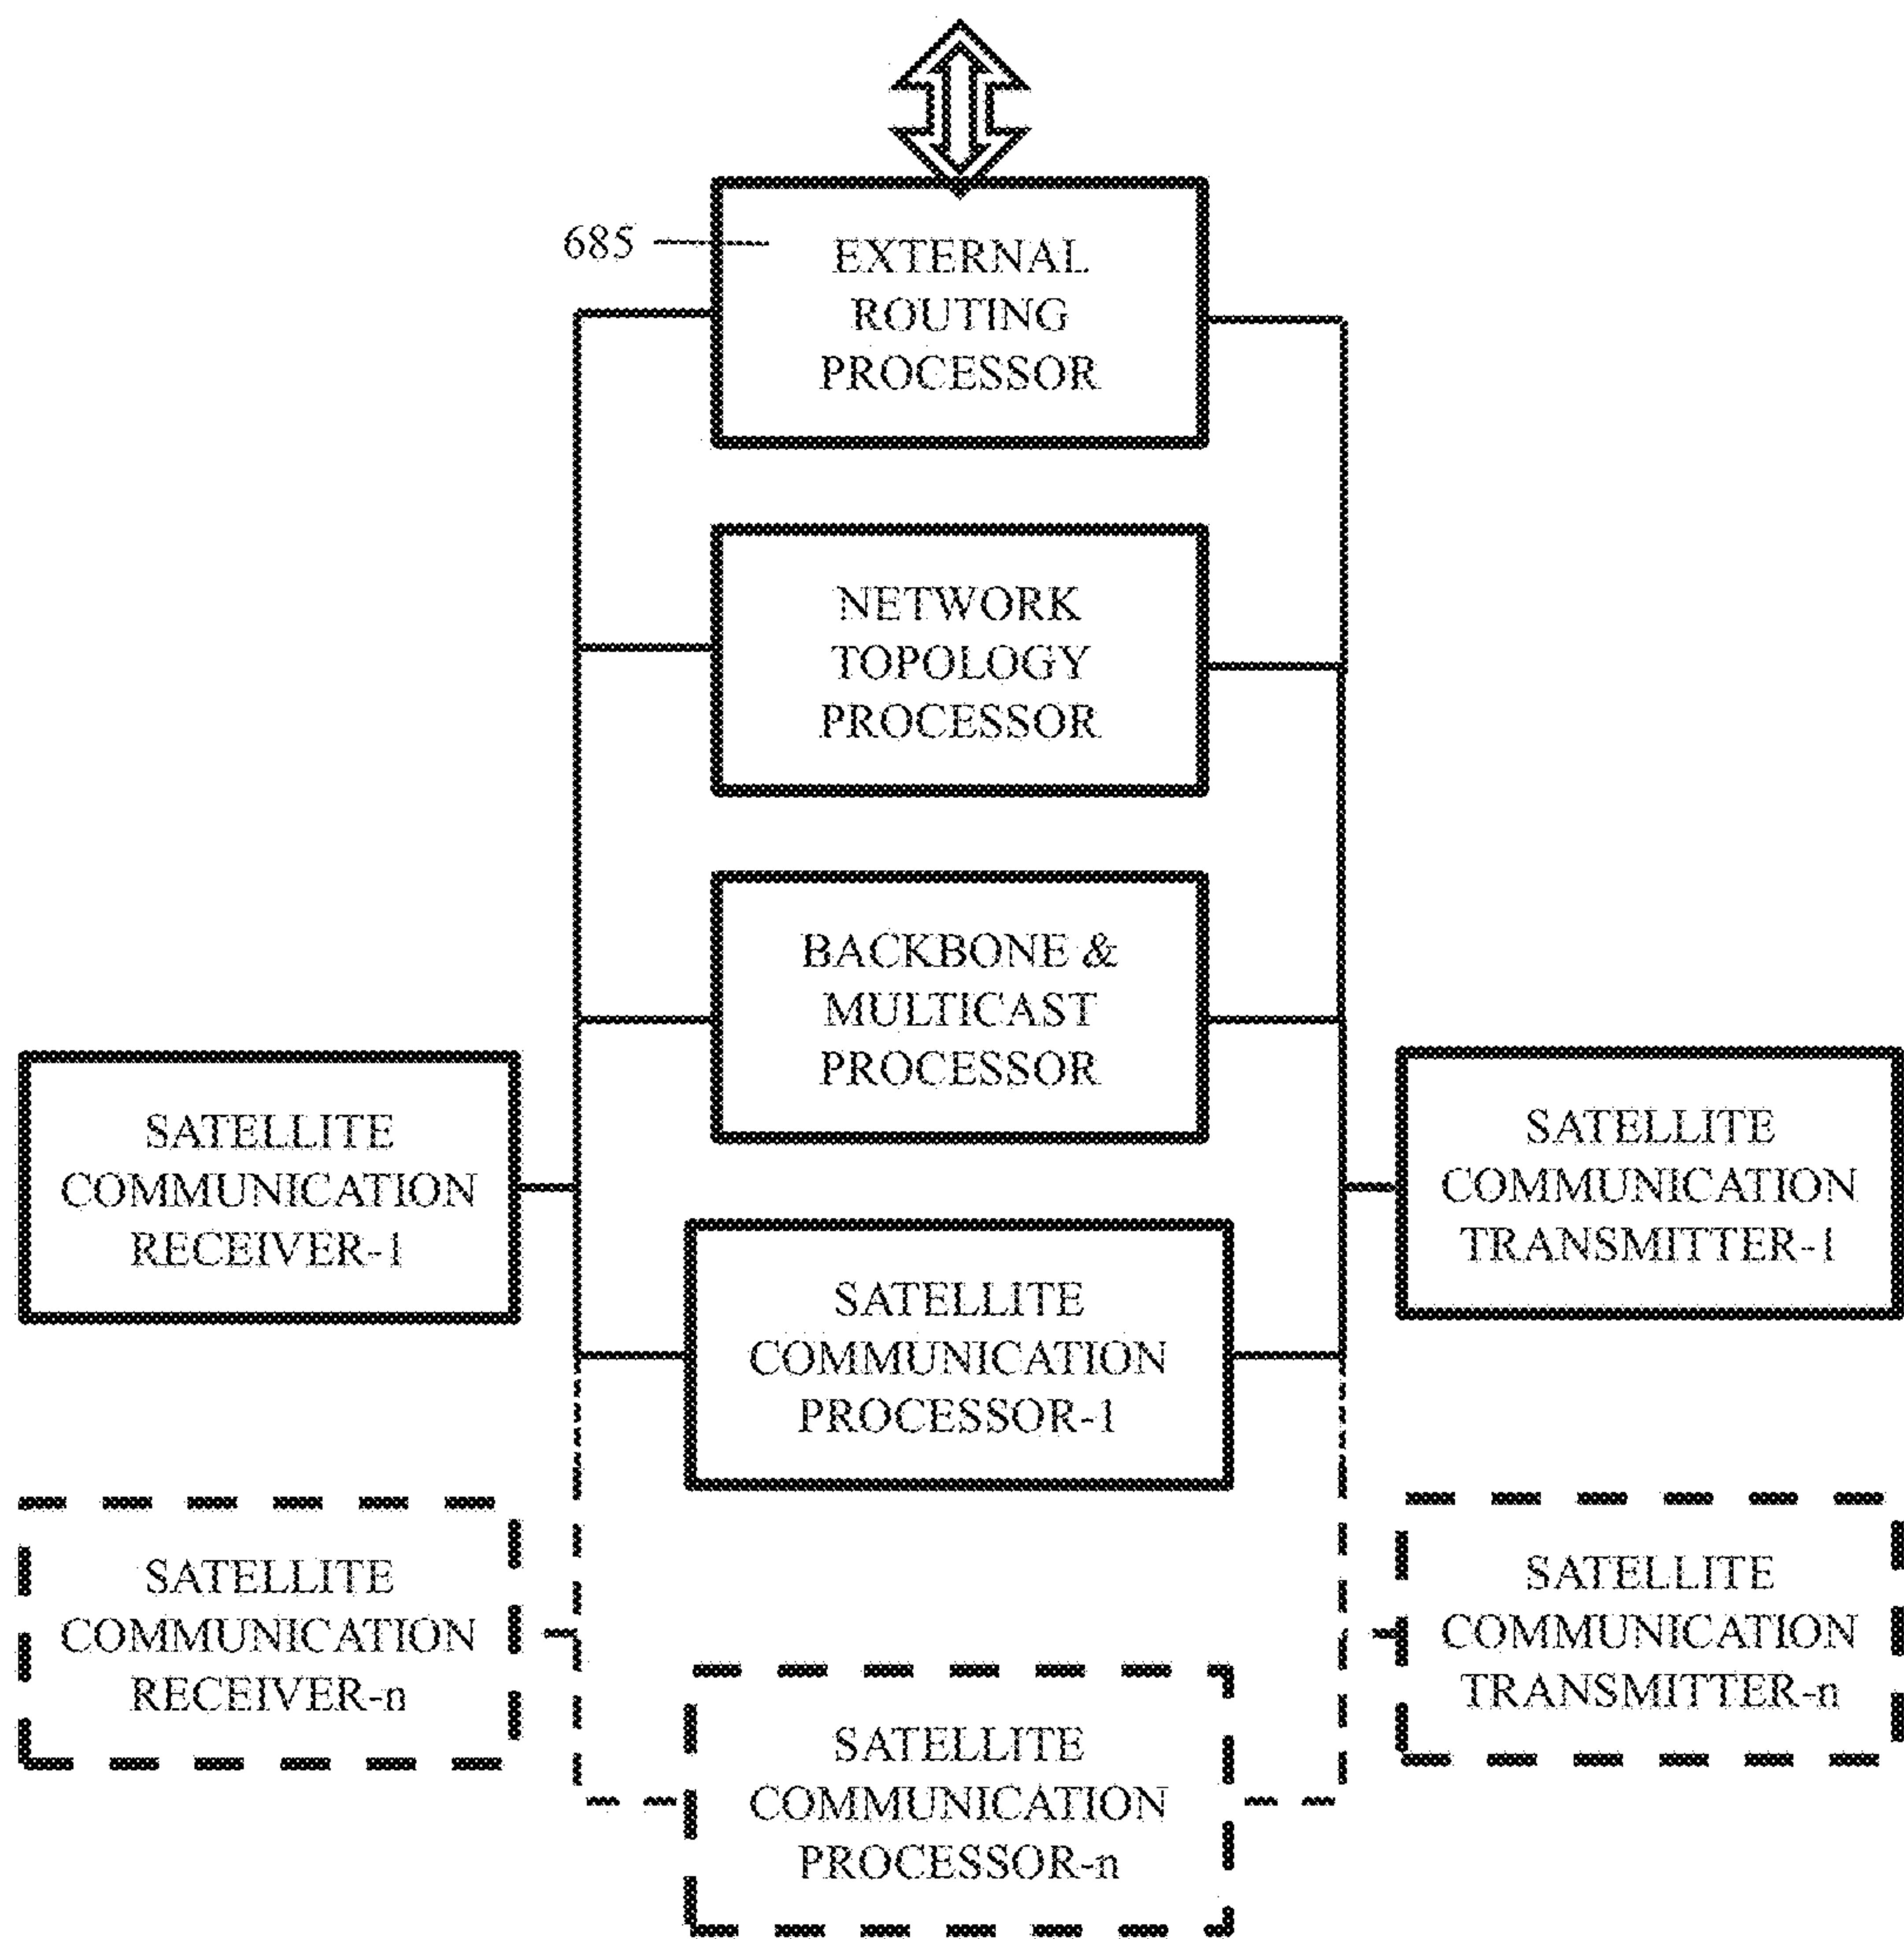 685
EXTERNAL
ROUTING
PROCESSOR
NETWORK
TOPOLOGY
PROCESSOR
BACKBONE &
MULTICAST
PROCESSOR
SATELLITE
COMMUNICATION
RECEIVER-1
SATELLITE
COMMUNICATION
TRANSMITTER-1
SATELLITE
COMMUNICATION
PROCESSOR-1
SATELLITE
COMMUNICATION
RECEIVER-n
SATELLITE
COMMUNICATION
TRANSMITTER-n
SATELLITE
COMMUNICATION
PROCESSOR-n